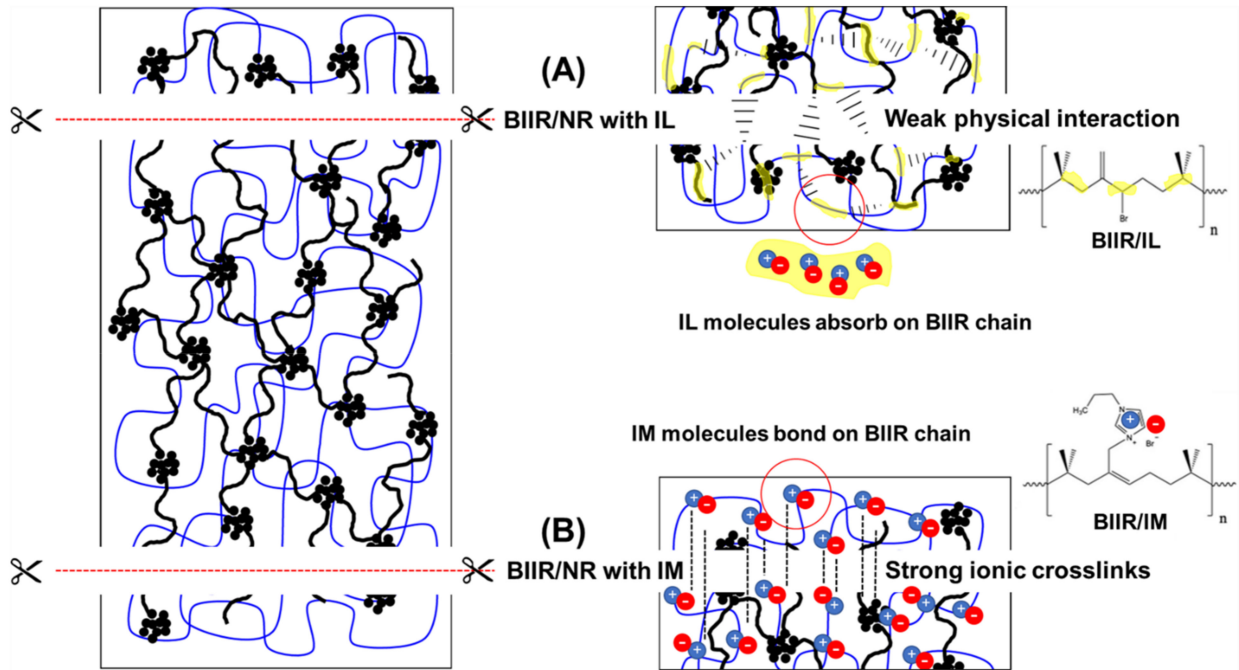 (A)
BIIR/NR with IL
Weak physical interaction
Br
n
BIIR/IL
IL molecules absorb on BIIR chain
IM molecules bond on BIIR chain
H₃C
N
+
-
N
+
Br⁻
n
BIIR/IM
(B)
BIIR/NR with IM
Strong ionic crosslinks